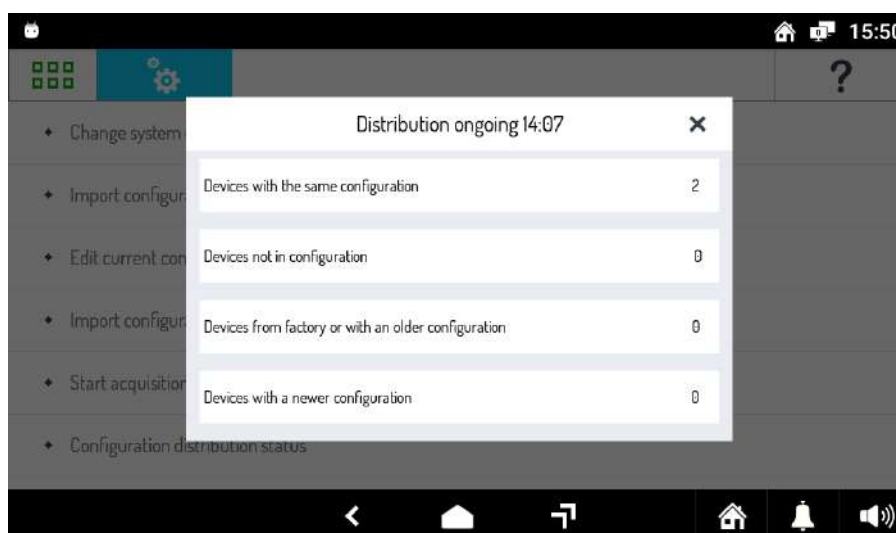 15:50
?
Distribution ongoing 14:07
Devices with the same configuration 2
Devices not in configuration 0
Devices from factory or with an older configuration 0
Devices with a newer configuration 0
Change system
Import configur
Edit current con
Import configur
Start acquisition
Configuration distribution status